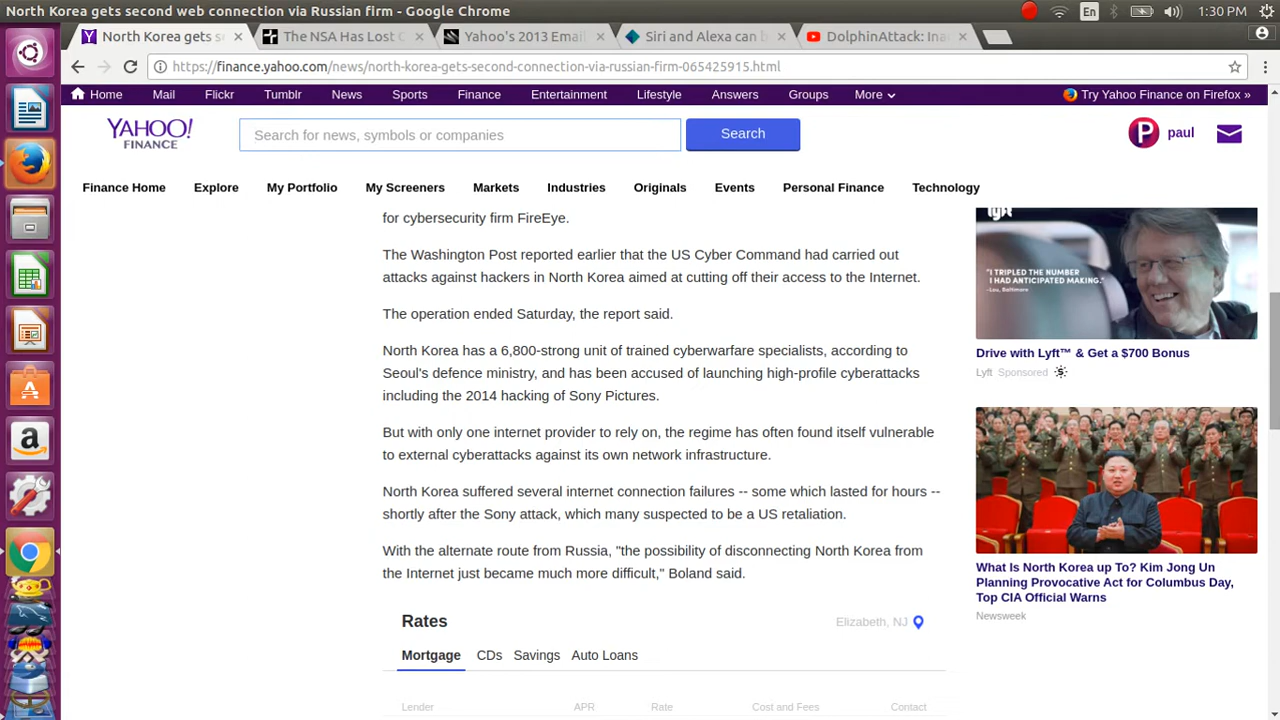 North Korea gets second web connection via Russian firm - Google Chrome
En
1:30 PM
North Korea gets s
The NSA Has Lost
Yahoo's 2013 Email
Siri and Alexa can b
DolphinAttack: Ina
https://finance.yahoo.com/news/north-korea-gets-second-connection-via-russian-firm-065425915.html
Home Mail Flickr Tumblr News Sports Finance Entertainment Lifestyle Answers Groups More
Try Yahoo Finance on Firefox »
YAHOO!
FINANCE
Search for news, symbols or companies
Search
P paul
Finance Home Explore My Portfolio My Screeners Markets Industries Originals Events Personal Finance Technology
for cybersecurity firm FireEye.
The Washington Post reported earlier that the US Cyber Command had carried out
attacks against hackers in North Korea aimed at cutting off their access to the Internet.
The operation ended Saturday, the report said.
North Korea has a 6,800-strong unit of trained cyberwarfare specialists, according to
Seoul's defence ministry, and has been accused of launching high-profile cyberattacks
including the 2014 hacking of Sony Pictures.
But with only one internet provider to rely on, the regime has often found itself vulnerable
to external cyberattacks against its own network infrastructure.
North Korea suffered several internet connection failures -- some which lasted for hours --
shortly after the Sony attack, which many suspected to be a US retaliation.
With the alternate route from Russia, "the possibility of disconnecting North Korea from
the Internet just became much more difficult," Boland said.
Rates
Elizabeth, NJ
Mortgage CDs Savings Auto Loans
Lender APR Rate Cost and Fees Contact
lyft
"I TRIPLED THE NUMBER
I HAD ANTICIPATED MAKING."
-Lou, Baltimore
Drive with Lyft™ & Get a $700 Bonus
Lyft Sponsored
What Is North Korea up To? Kim Jong Un
Planning Provocative Act for Columbus Day,
Top CIA Official Warns
Newsweek